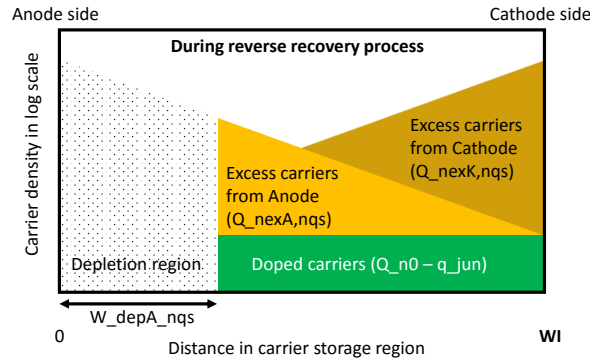 Anode side
Cathode side
During reverse recovery process
Carrier density in log scale
Excess carriers
from Cathode
(Q_nexK,nqs)
Excess carriers
from Anode
(Q_nexA,nqs)
Depletion region
Doped carriers (Q_n0 – q_jun)
W_depA_nqs
0
WI
Distance in carrier storage region